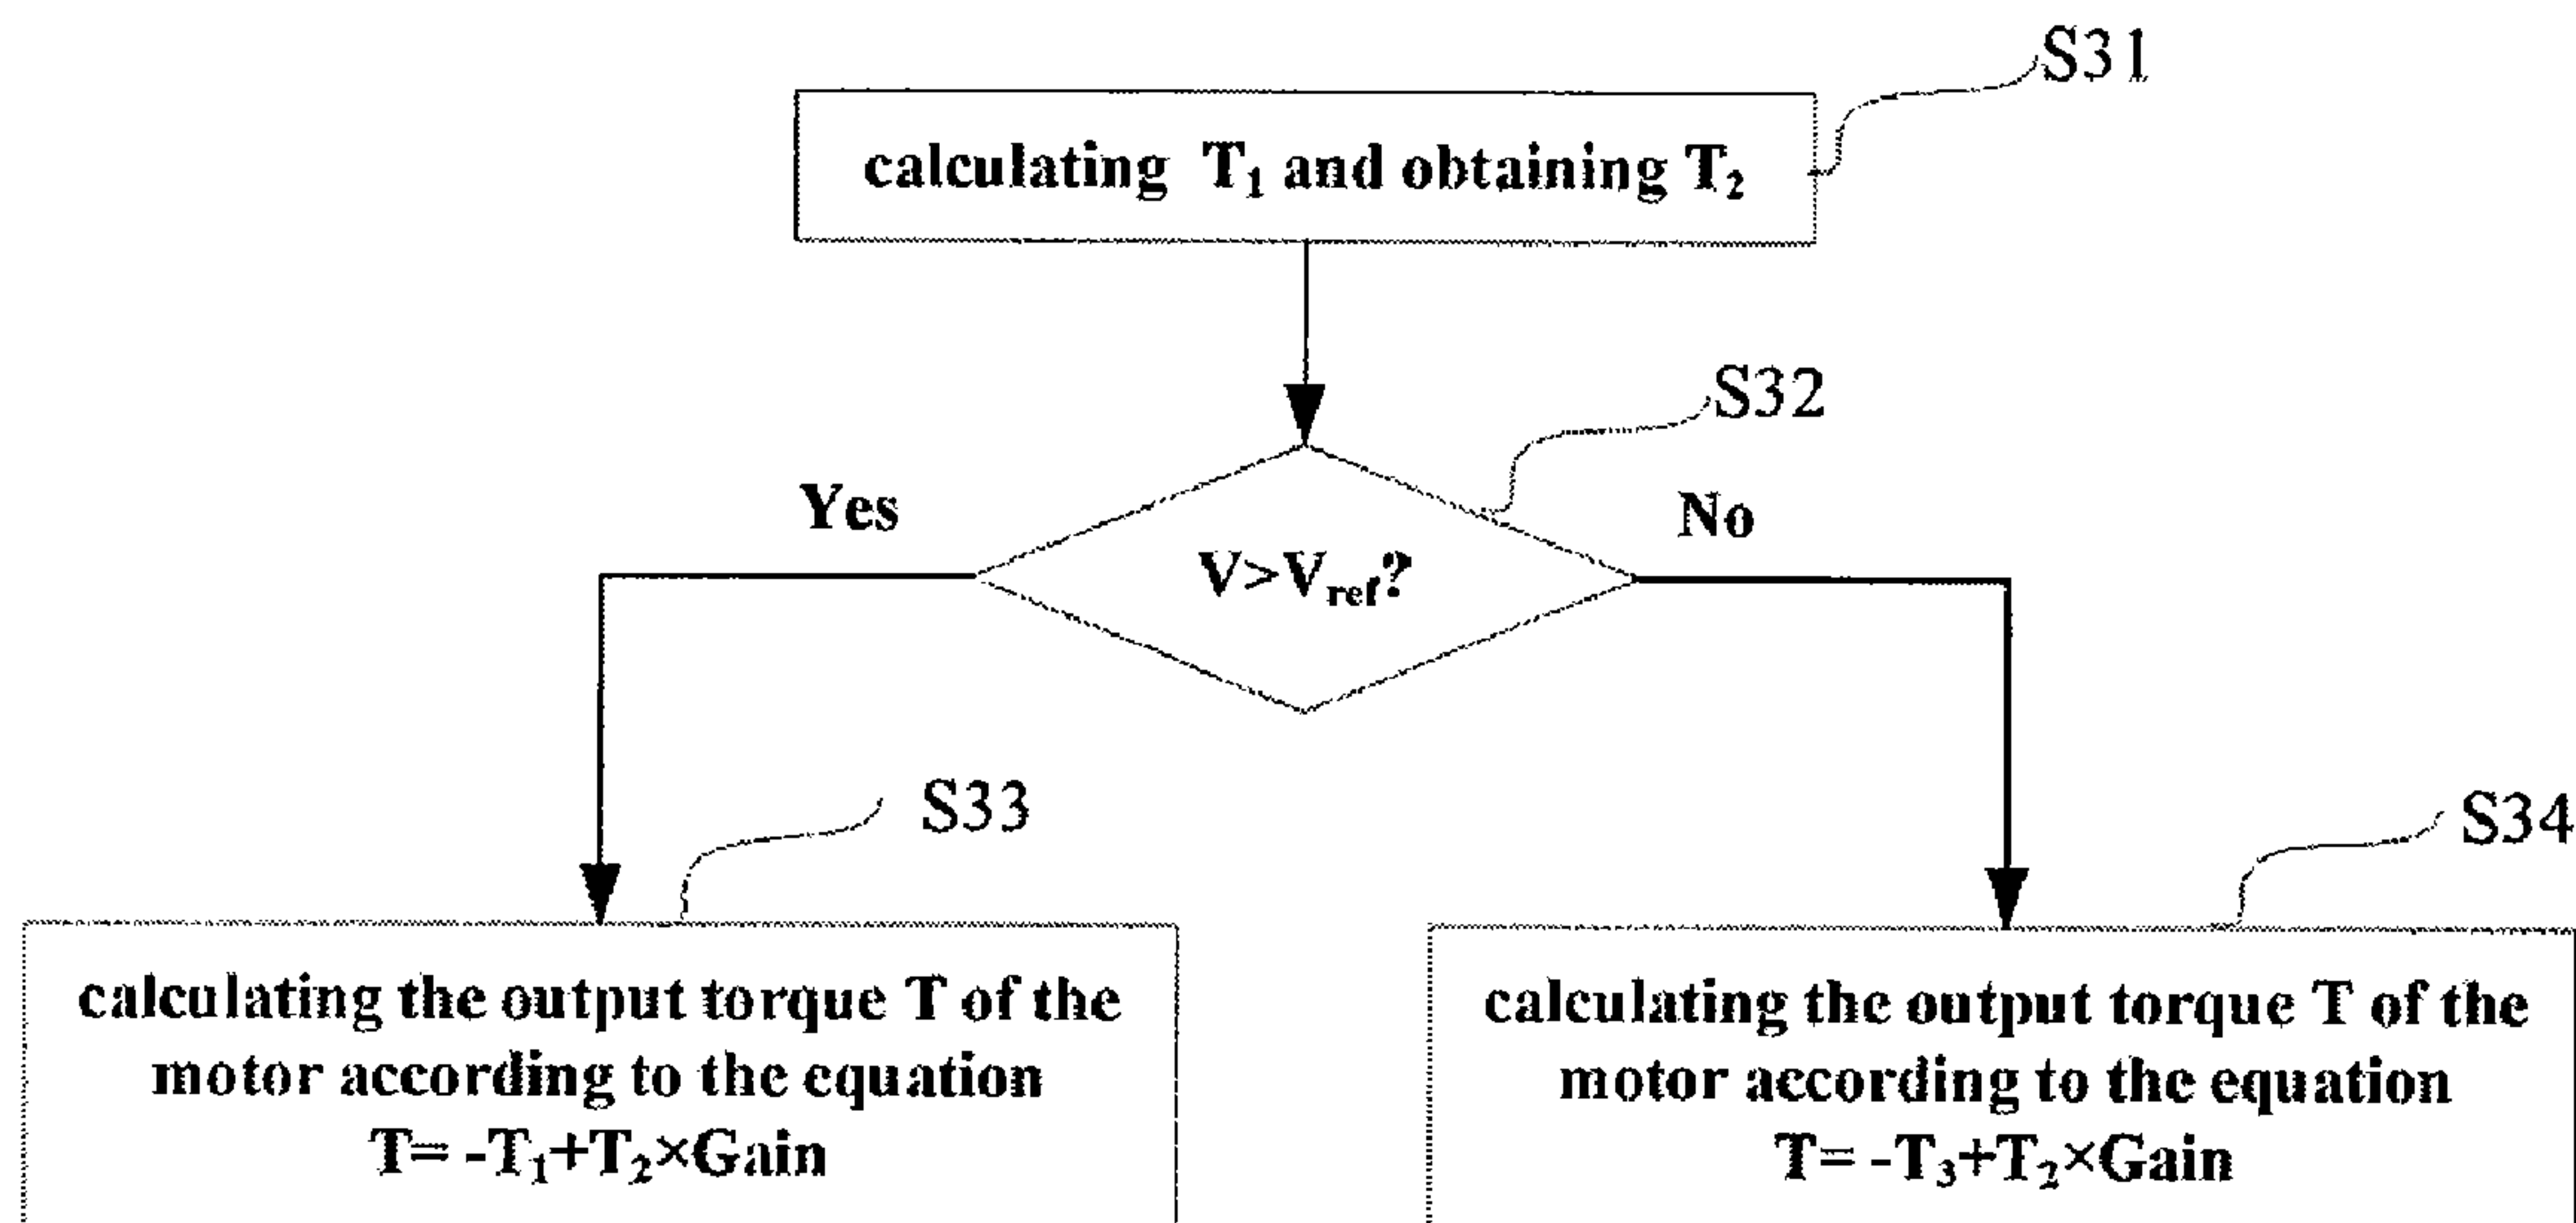 S31
calculating T₁ and obtaining T₂
S32
Yes
No
V>Vref?
S33
S34
calculating the output torque T of the
motor according to the equation
T= -T₁+T₂×Gain
calculating the output torque T of the
motor according to the equation
T= -T₃+T₂×Gain